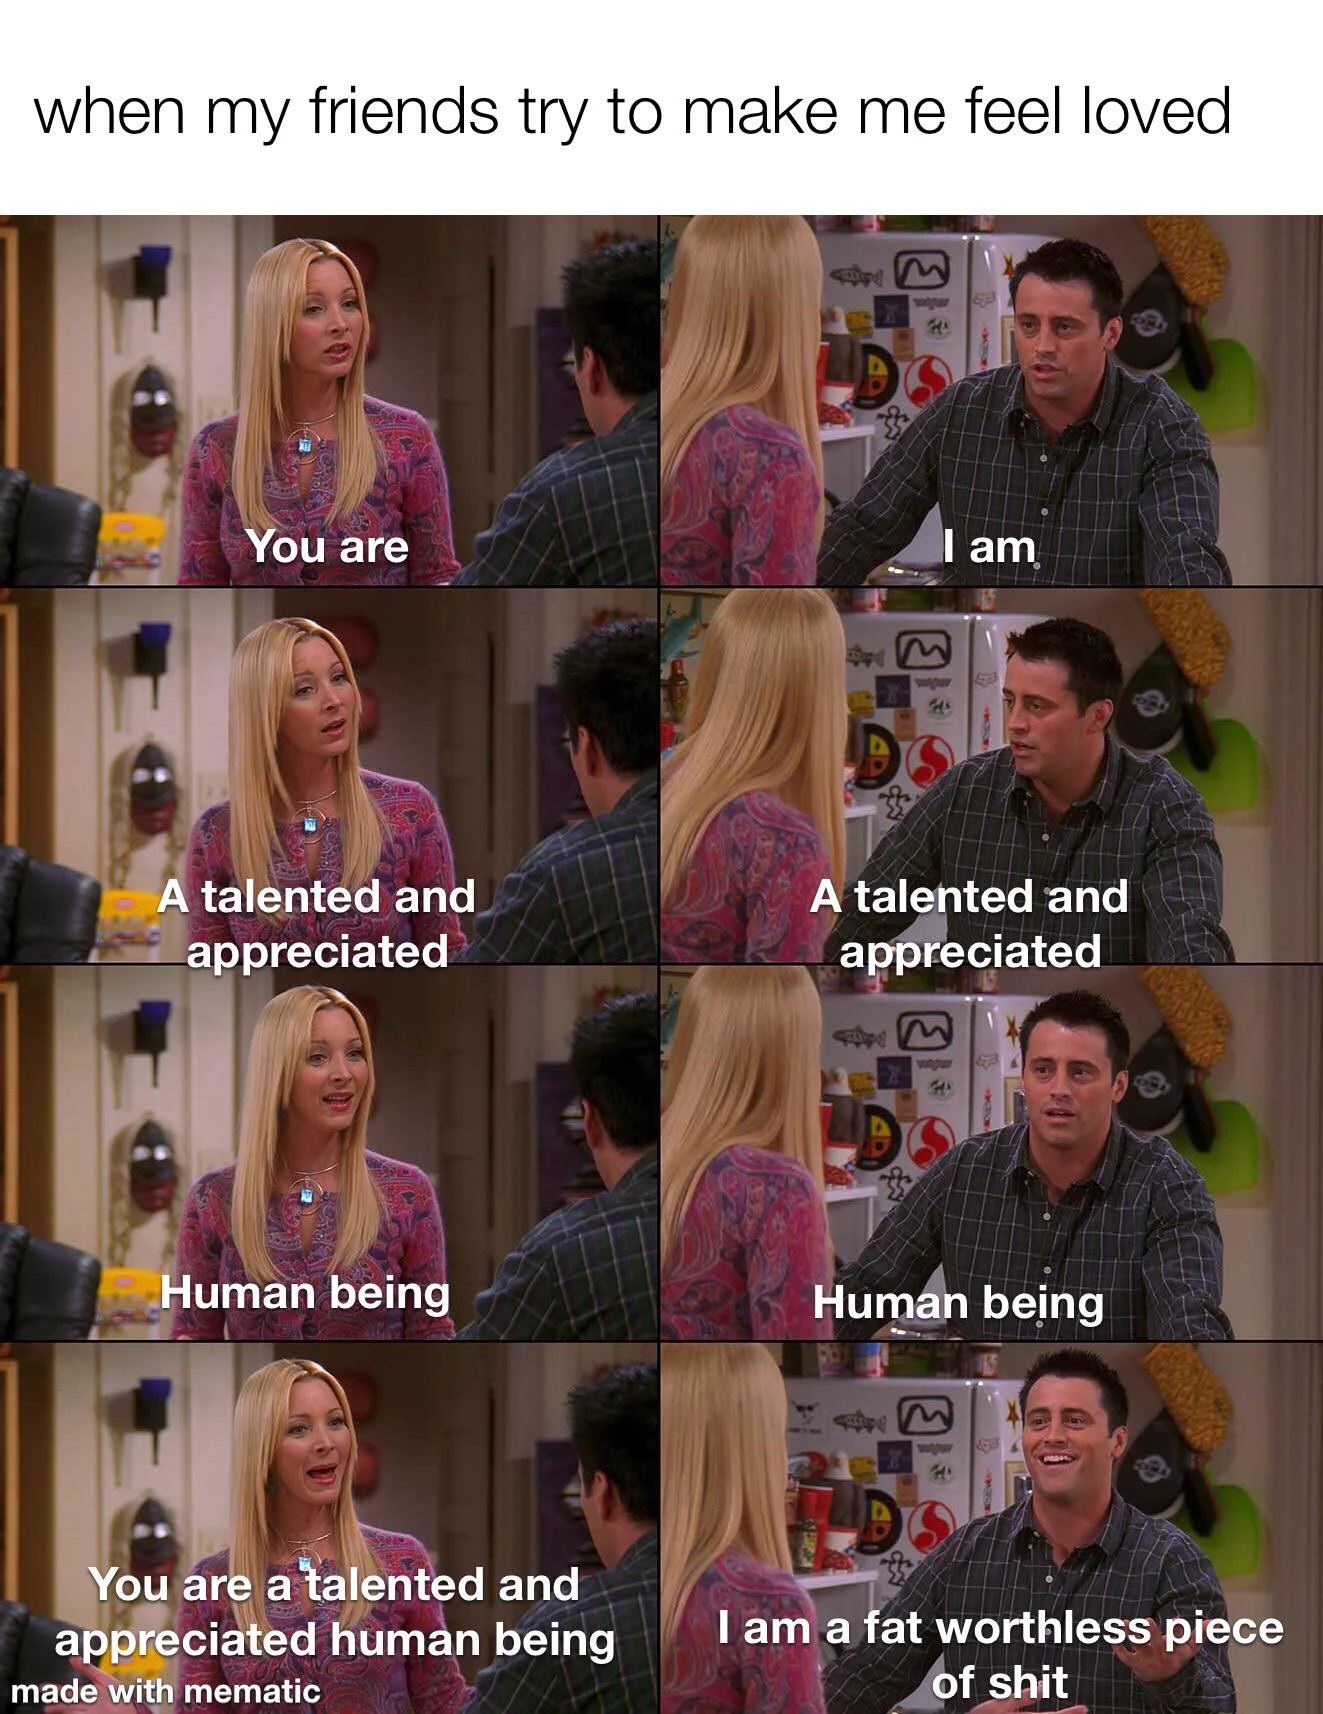 when my friends try to make me feel loved
You are
I am
A talented and
appreciated
A talented and
appreciated
Human being
Human being
You are a talented and
appreciated human being
I am a fat worthless piece
of shit
made with mematic